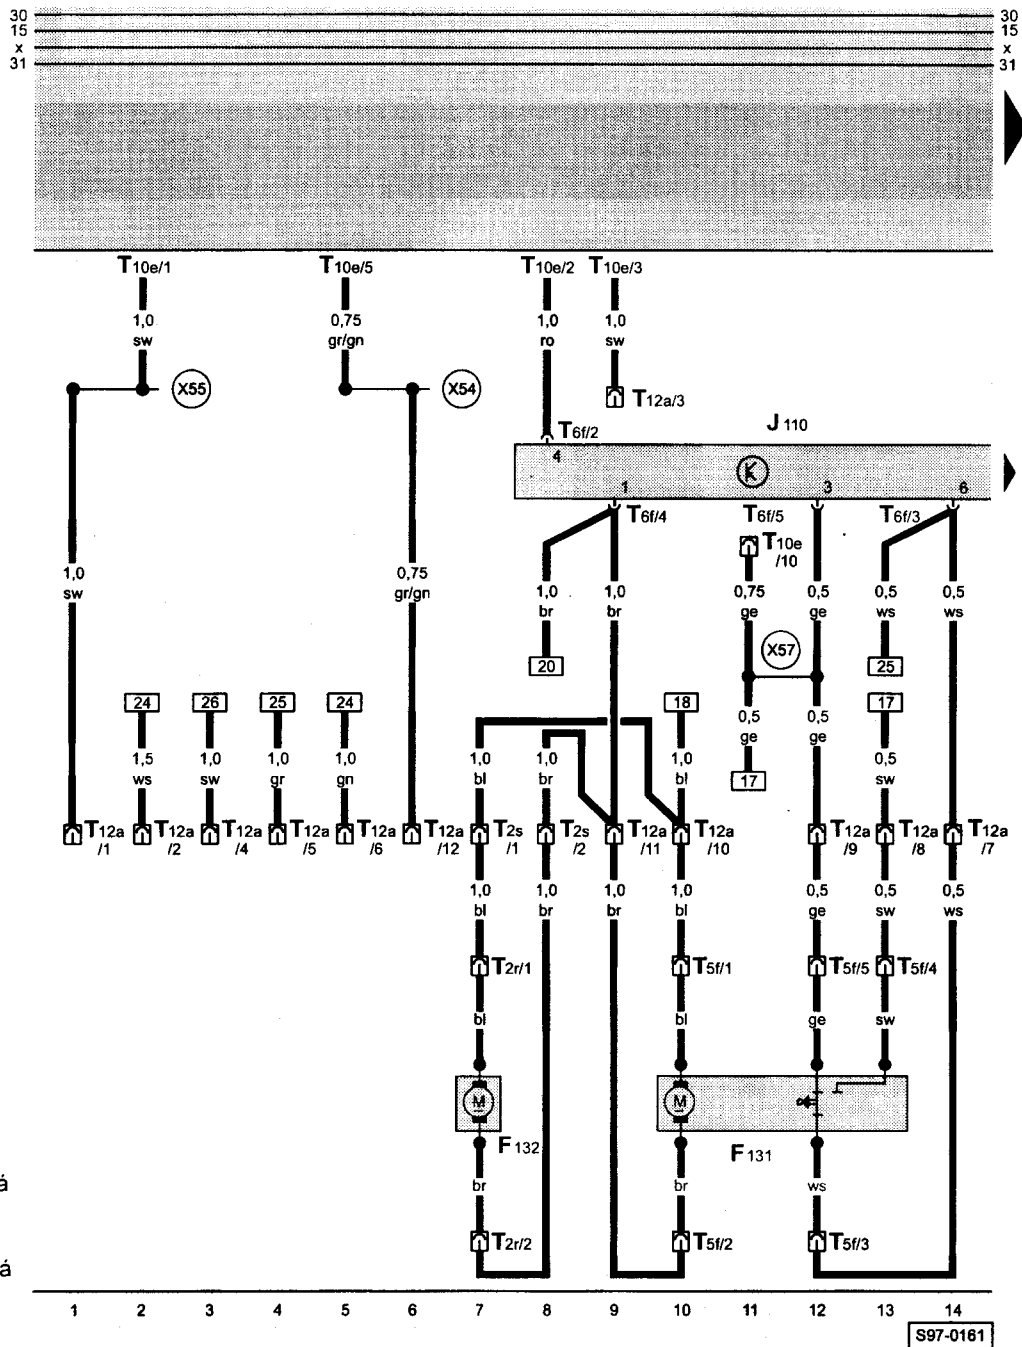 30 30
15 15
x x
31 31
T10e/1 T10e/5 T10e/2 T10e/3
1,0 0,75 1,0 1,0
sw gr/gn ro sw
X55 X54
T12a/3
T6f/2 J 110
4
1 3 6
T6f/4 T6f/5 T6f/3
T10e
/10
1,0 0,75 1,0 1,0 0,75 0,5 0,5 0,5
sw gr/gn br br ge ge ws ws
X57
20 25
24 26 25 24 18 17
0,5 0,5
ge ge
1,5 1,0 1,0 1,0 1,0 1,0 1,0 0,5
ws sw gr gn bl br bl sw
17
T12a T12a T12a T12a T12a T12a T2s T2s T12a T12a T12a T12a T12a
/1 /2 /4 /5 /6 /12 /1 /2 /11 /10 /9 /8 /7
1,0 1,0 1,0 1,0 0,5 0,5 0,5
bl br br bl ge sw ws
T2r/1 T5f/1 T5f/5 T5f/4
bl bl ge sw
M M
F 132 F 131
á
br br ws
T2r/2 T5f/2 T5f/3
á
1 2 3 4 5 6 7 8 9 10 11 12 13 14
S97-0161